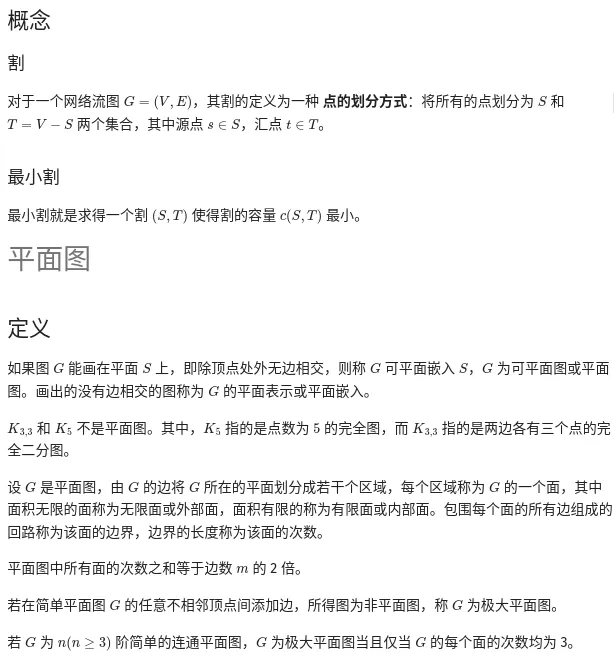 概念
割
对于一个网络流图 G = (V, E)，其割的定义为一种 点的划分方式：将所有的点划分为 S 和
T = V − S 两个集合，其中源点 s ∈ S，汇点 t ∈ T。
最小割
最小割就是求得一个割 (S, T) 使得割的容量 c(S, T) 最小。
平面图
定义
如果图 G 能画在平面 S 上，即除顶点处外无边相交，则称 G 可平面嵌入 S，G 为可平面图或平面
图。画出的没有边相交的图称为 G 的平面表示或平面嵌入。
K₃,₃ 和 K₅ 不是平面图。其中，K₅ 指的是点数为 5 的完全图，而 K₃,₃ 指的是两边各有三个点的完
全二分图。
设 G 是平面图，由 G 的边将 G 所在的平面划分成若干个区域，每个区域称为 G 的一个面，其中
面积无限的面称为无限面或外部面，面积有限的称为有限面或内部面。包围每个面的所有边组成的
回路称为该面的边界，边界的长度称为该面的次数。
平面图中所有面的次数之和等于边数 m 的 2 倍。
若在简单平面图 G 的任意不相邻顶点间添加边，所得图为非平面图，称 G 为极大平面图。
若 G 为 n(n ≥ 3) 阶简单的连通平面图，G 为极大平面图当且仅当 G 的每个面的次数均为 3。